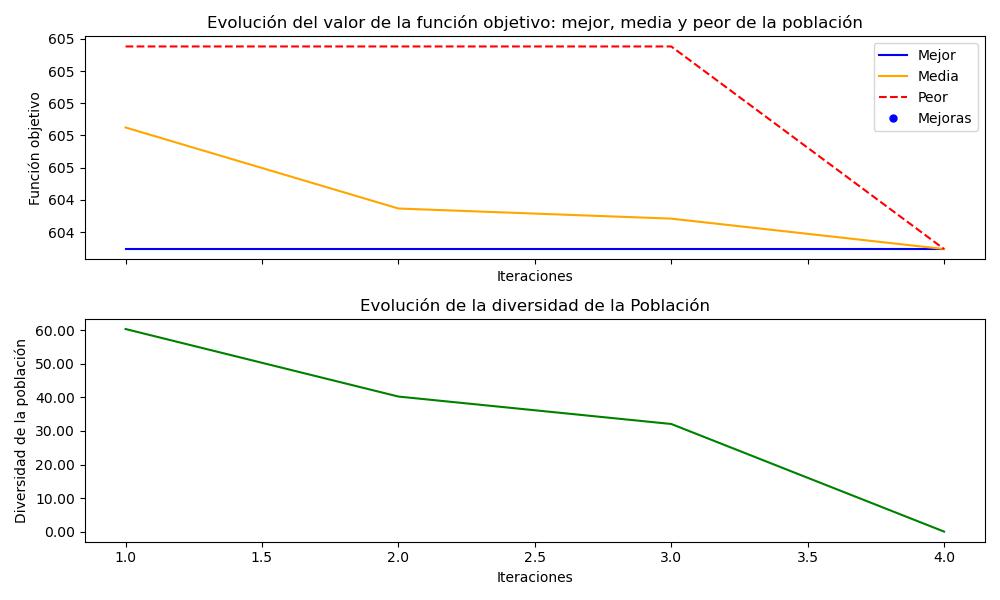 Evolución del valor de la función objetivo: mejor, media y peor de la población
605
605
605
605
605
604
604
Función objetivo
Mejor
Media
Peor
Mejoras
Iteraciones
Evolución de la diversidad de la Población
60.00
50.00
40.00
30.00
20.00
10.00
0.00
Diversidad de la población
1.0 1.5 2.0 2.5 3.0 3.5 4.0
Iteraciones